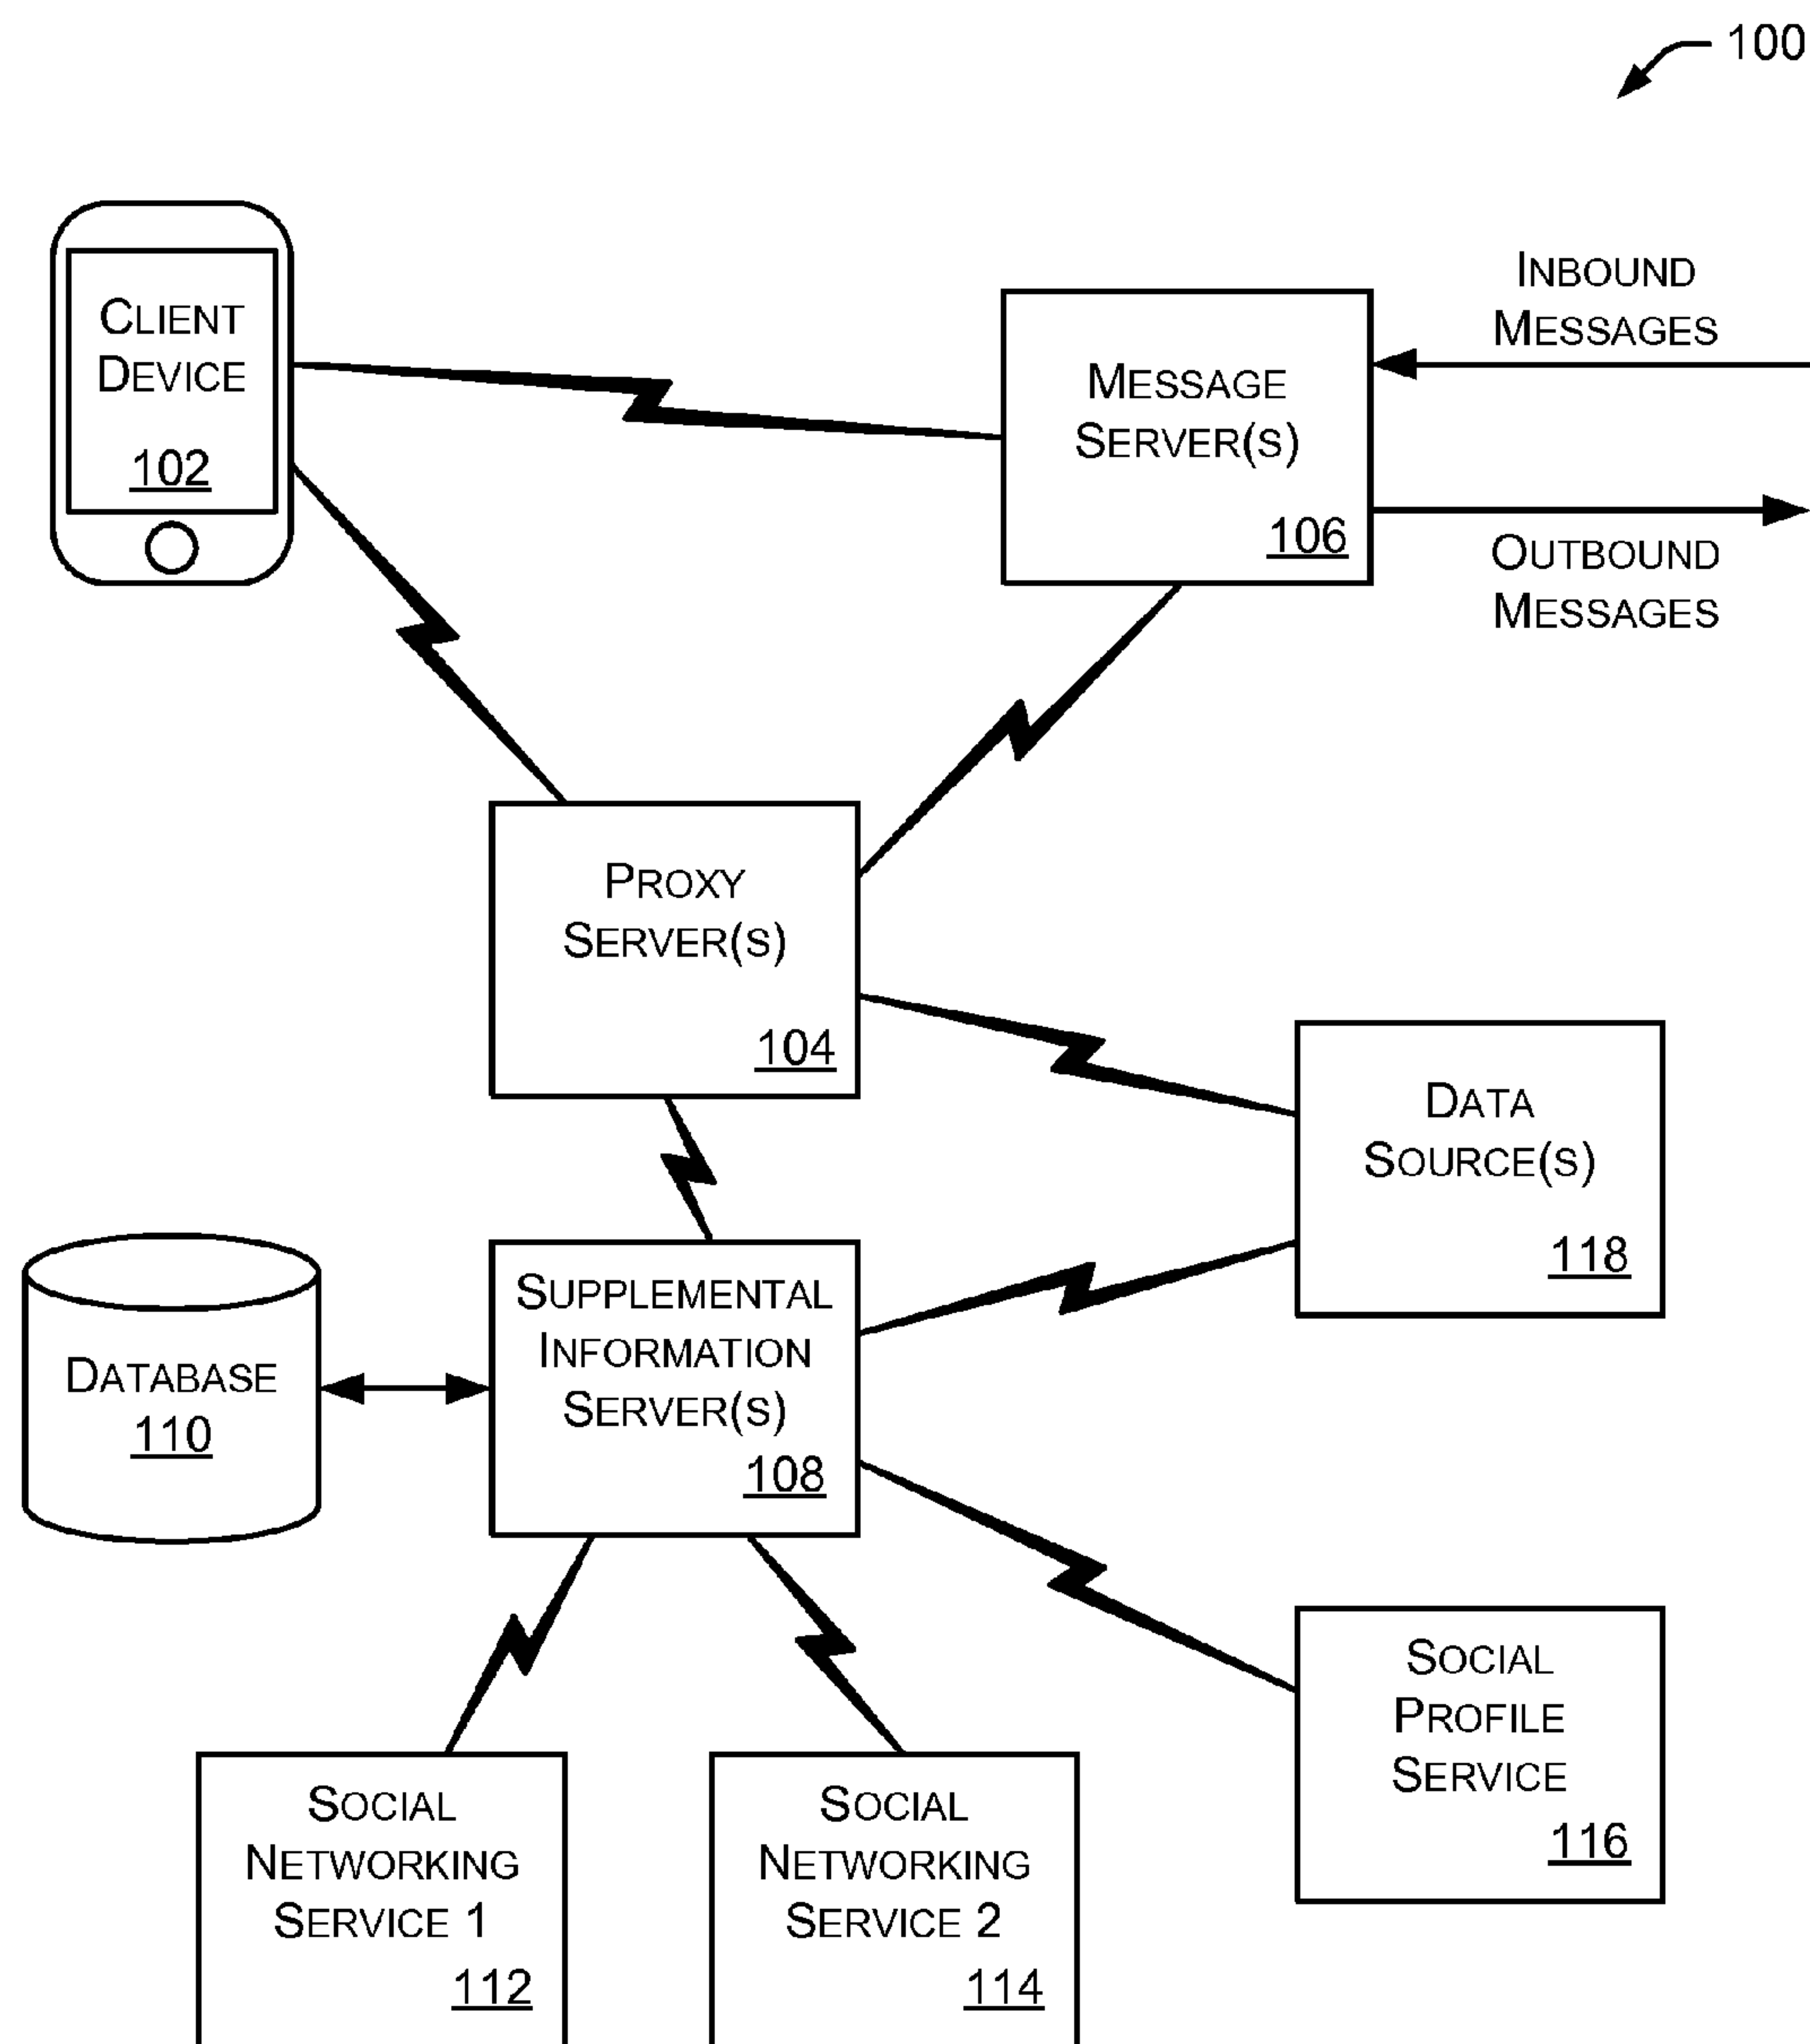 100
CLIENT
DEVICE
102
INBOUND
MESSAGES
MESSAGE
SERVER(S)
106
OUTBOUND
MESSAGES
PROXY
SERVER(S)
104
DATA
SOURCE(S)
118
SUPPLEMENTAL
INFORMATION
SERVER(S)
108
DATABASE
110
SOCIAL
PROFILE
SERVICE
116
SOCIAL
NETWORKING
SERVICE 1
112
SOCIAL
NETWORKING
SERVICE 2
114